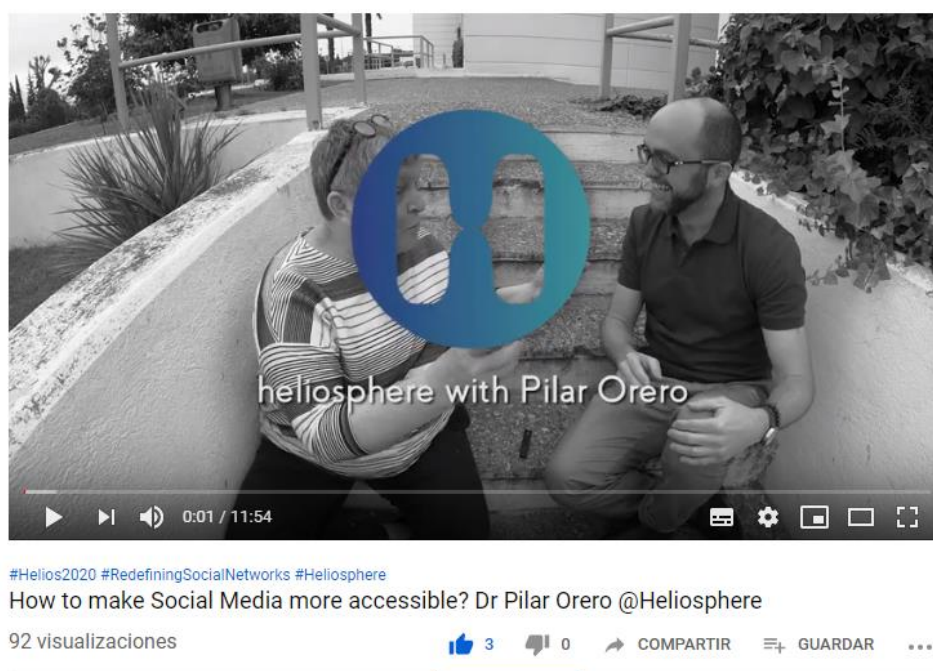 heliosphere with Pilar Orero
0:01 / 11:54
#Helios2020 #RedefiningSocialNetworks #Heliosphere
How to make Social Media more accessible? Dr Pilar Orero @Heliosphere
92 visualizaciones 3 0 COMPARTIR GUARDAR